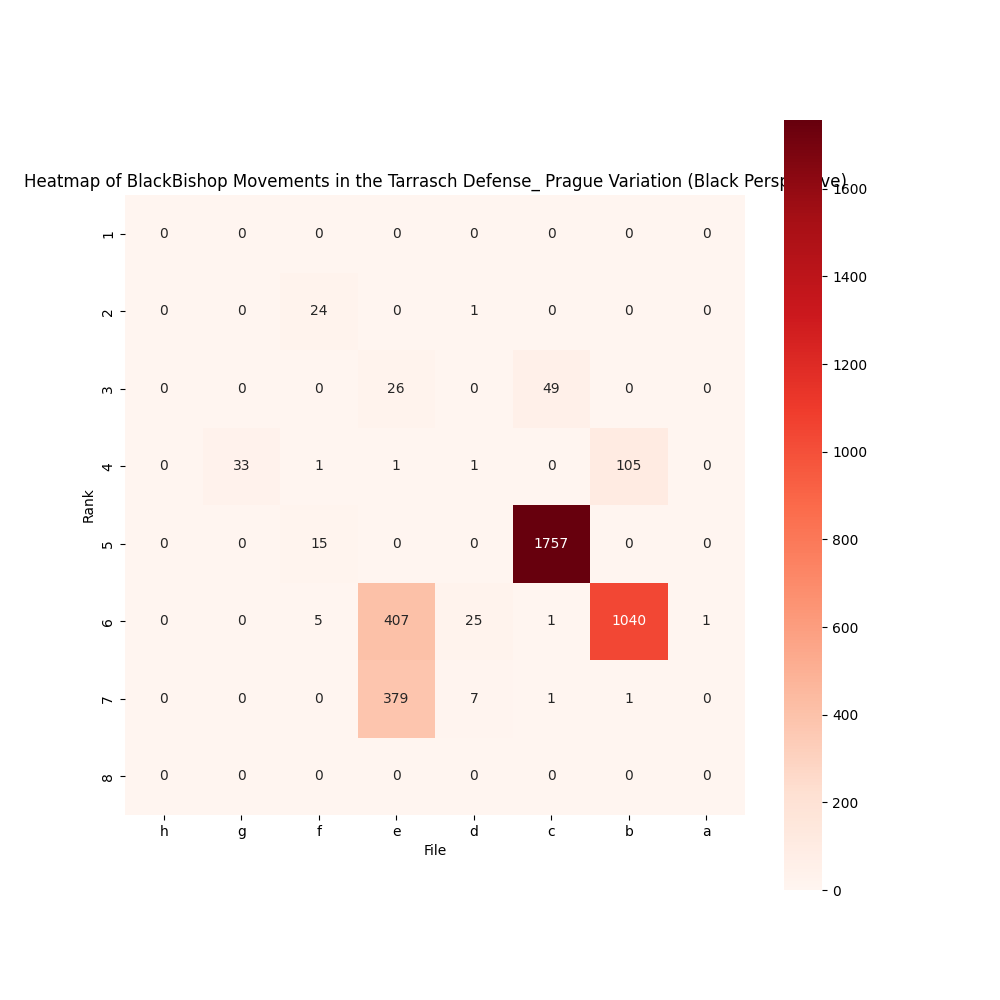 Heatmap of BlackBishop Movements in the Tarrasch Defense_ Prague Variation (Black Perspective)
1 0 0 0 0 0 0 0 0
2 0 0 24 0 1 0 0 0
3 0 0 0 26 0 49 0 0
4 0 33 1 1 1 0 105 0
Rank
5 0 0 15 0 0 1757 0 0
6 0 0 5 407 25 1 1040 1
7 0 0 0 379 7 1 1 0
8 0 0 0 0 0 0 0 0
h g f e d c b a
File
1600
1400
1200
1000
800
600
400
200
0